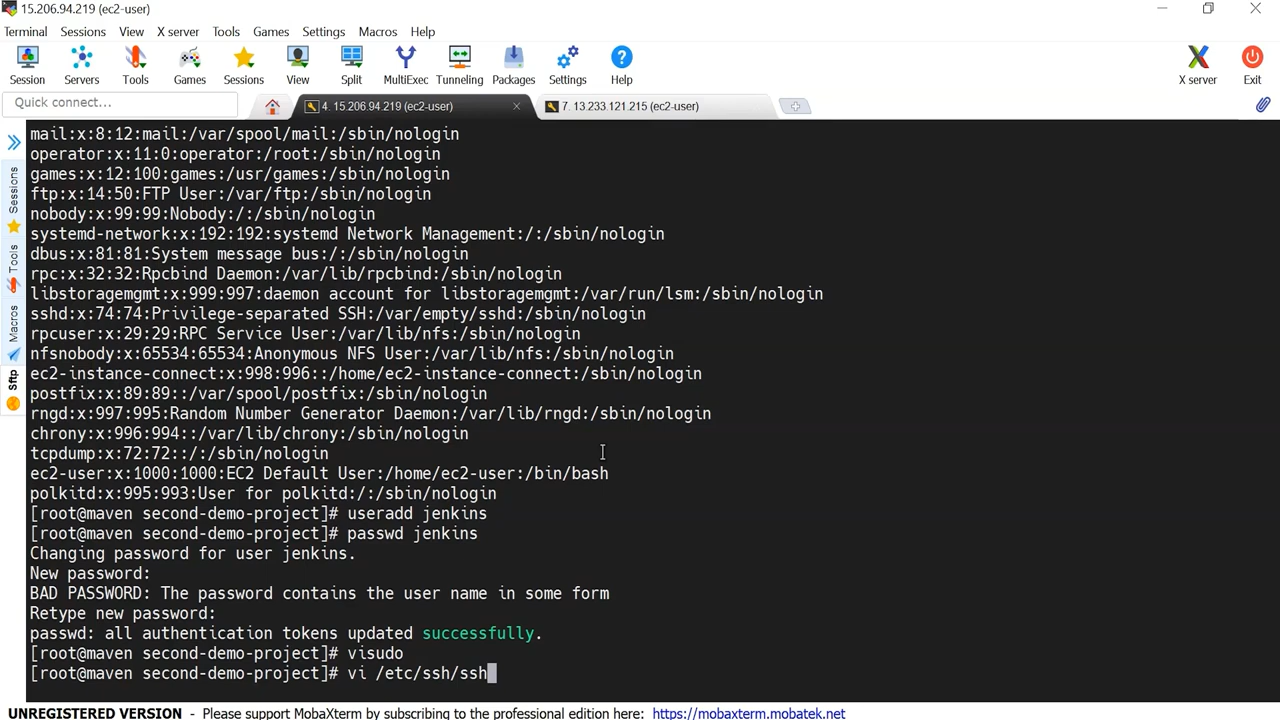 15.206.94.219 (ec2-user)
Terminal Sessions View X server Tools Games Settings Macros Help
Session Servers Tools Games Sessions View Split MultiExec Tunneling Packages Settings Help X server Exit
Quick connect...
4. 15.206.94.219 (ec2-user)
7. 13.233.121.215 (ec2-user)
Sessions
Tools
Macros
Sftp
mail:x:8:12:mail:/var/spool/mail:/sbin/nologin
operator:x:11:0:operator:/root:/sbin/nologin
games:x:12:100:games:/usr/games:/sbin/nologin
ftp:x:14:50:FTP User:/var/ftp:/sbin/nologin
nobody:x:99:99:Nobody:/:/sbin/nologin
systemd-network:x:192:192:systemd Network Management:/:/sbin/nologin
dbus:x:81:81:System message bus:/:/sbin/nologin
rpc:x:32:32:Rpcbind Daemon:/var/lib/rpcbind:/sbin/nologin
libstoragemgmt:x:999:997:daemon account for libstoragemgmt:/var/run/lsm:/sbin/nologin
sshd:x:74:74:Privilege-separated SSH:/var/empty/sshd:/sbin/nologin
rpcuser:x:29:29:RPC Service User:/var/lib/nfs:/sbin/nologin
nfsnobody:x:65534:65534:Anonymous NFS User:/var/lib/nfs:/sbin/nologin
ec2-instance-connect:x:998:996::/home/ec2-instance-connect:/sbin/nologin
postfix:x:89:89::/var/spool/postfix:/sbin/nologin
rngd:x:997:995:Random Number Generator Daemon:/var/lib/rngd:/sbin/nologin
chrony:x:996:994::/var/lib/chrony:/sbin/nologin
tcpdump:x:72:72::/:/sbin/nologin
ec2-user:x:1000:1000:EC2 Default User:/home/ec2-user:/bin/bash
polkitd:x:995:993:User for polkitd:/:/sbin/nologin
[root@maven second-demo-project]# useradd jenkins
[root@maven second-demo-project]# passwd jenkins
Changing password for user jenkins.
New password:
BAD PASSWORD: The password contains the user name in some form
Retype new password:
passwd: all authentication tokens updated successfully.
[root@maven second-demo-project]# visudo
[root@maven second-demo-project]# vi /etc/ssh/ssh
UNREGISTERED VERSION - Please support MobaXterm by subscribing to the professional edition here: https://mobaxterm.mobatek.net